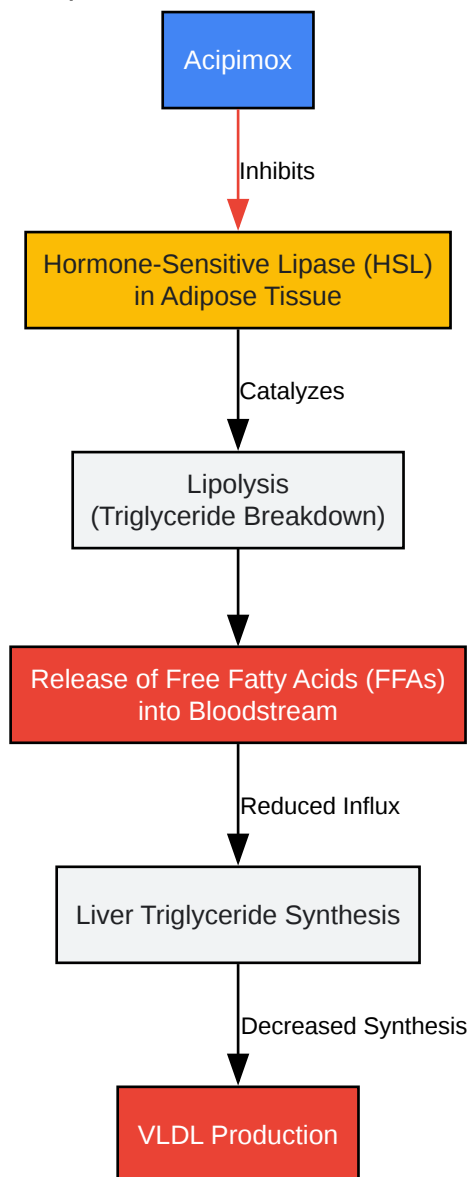 Acipimox
Inhibits
Hormone-Sensitive Lipase (HSL)
in Adipose Tissue
Catalyzes
Lipolysis
(Triglyceride Breakdown)
Release of Free Fatty Acids (FFAs)
into Bloodstream
Reduced Influx
Liver Triglyceride Synthesis
Decreased Synthesis
VLDL Production